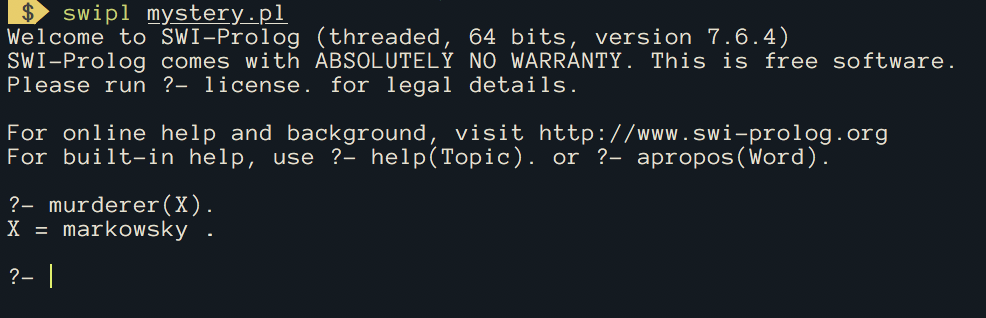 $ swipl mystery.pl
Welcome to SWI-Prolog (threaded, 64 bits, version 7.6.4)
SWI-Prolog comes with ABSOLUTELY NO WARRANTY. This is free software.
Please run ?- license. for legal details.
For online help and background, visit http://www.swi-prolog.org
For built-in help, use ?- help(Topic). or ?- apropos(Word).
?- murderer(X).
X = markowsky .
?-